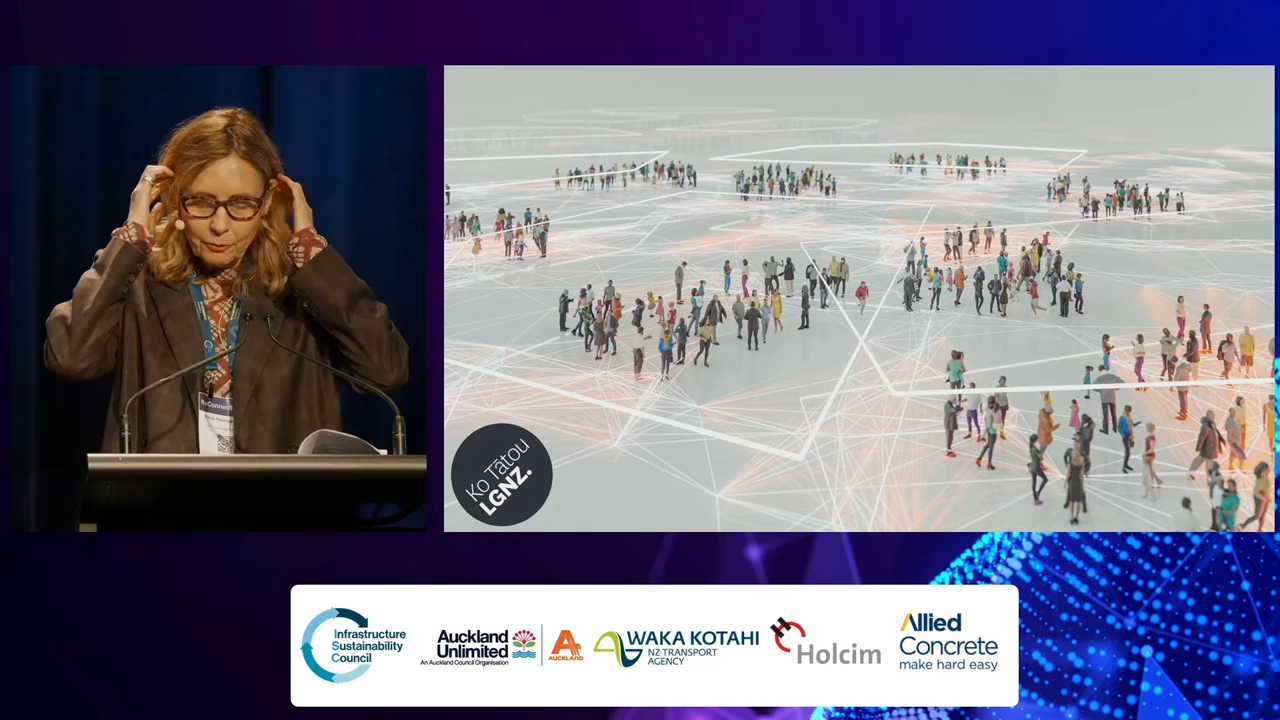 ReConnect
Ko Tātou
LGNZ.
Infrastructure
Sustainability
Council
Auckland
Unlimited
An Auckland Council Organisation
AUCKLAND
WAKA KOTAHI
NZ TRANSPORT
AGENCY
Holcim
Allied
Concrete
make hard easy